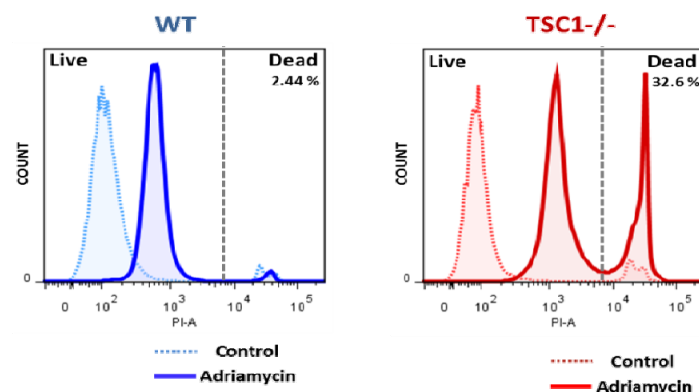 WT
Live
Dead
2.44 %
COUNT
0
0 10² 10³ 10⁴ 10⁵
PI-A
Control
Adriamycin
TSC1-/-
Live
Dead
32.6 %
COUNT
0
0 10² 10³ 10⁴ 10⁵
PI-A
Control
Adriamycin